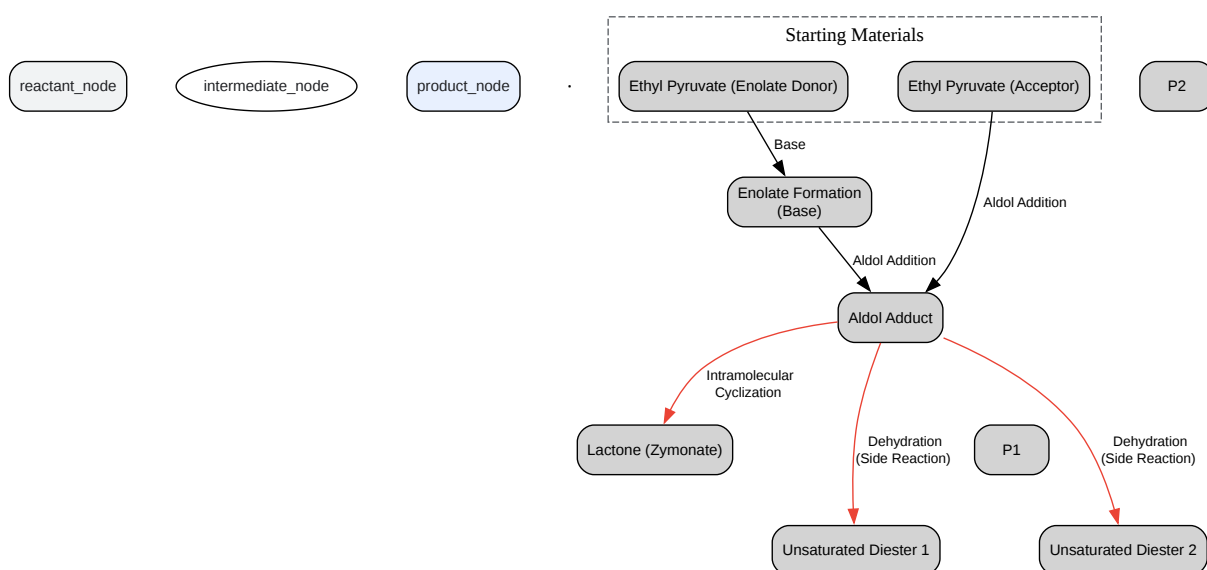 Starting Materials
reactant_node
intermediate_node
product_node
Ethyl Pyruvate (Enolate Donor)
Ethyl Pyruvate (Acceptor)
P2
Base
Enolate Formation
(Base)
Aldol Addition
Aldol Addition
Aldol Adduct
Intramolecular
Cyclization
Lactone (Zymonate)
Dehydration
(Side Reaction)
P1
Dehydration
(Side Reaction)
Unsaturated Diester 1
Unsaturated Diester 2